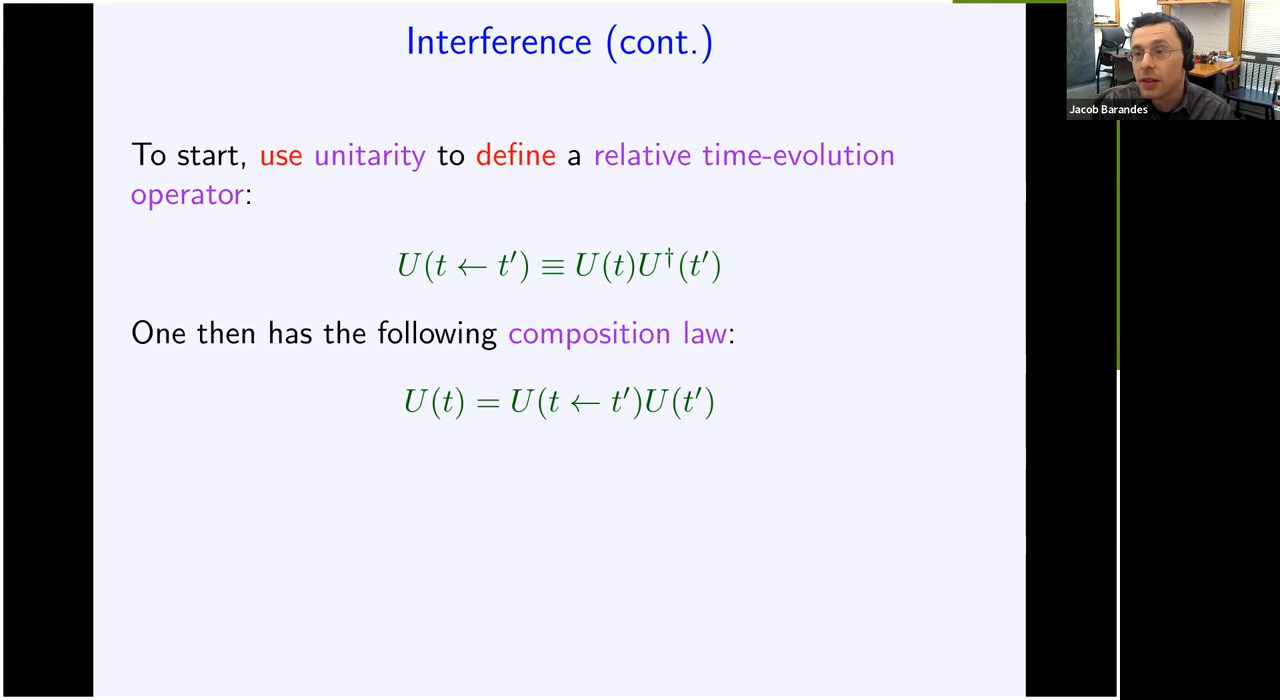 Interference (cont.)
Jacob Barandes
To start, use unitarity to define a relative time-evolution
operator:
U(t ← t′) ≡ U(t)U†(t′)
One then has the following composition law:
U(t) = U(t ← t′)U(t′)